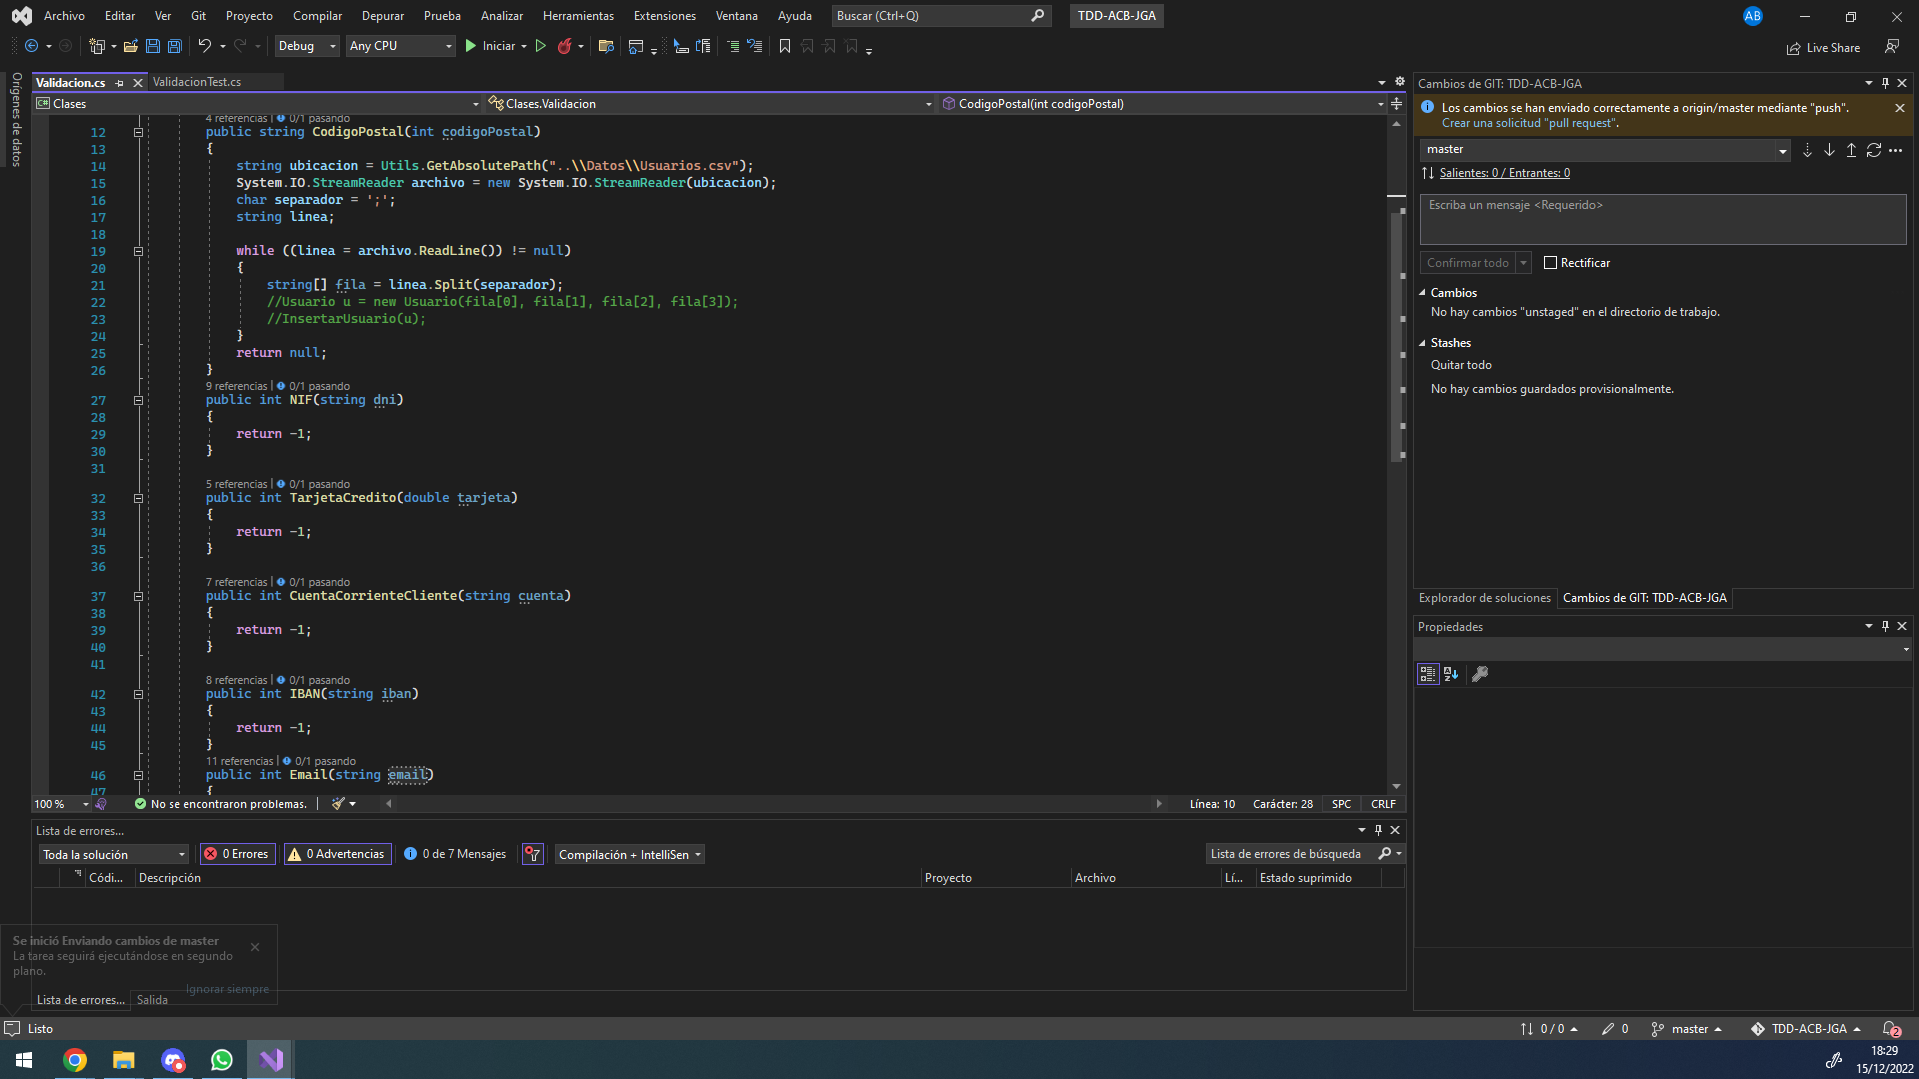 Archivo Editar Ver Git Proyecto Compilar Depurar Prueba Analizar Herramientas Extensiones Ventana Ayuda Buscar (Ctrl+Q) TDD-ACB-JGA AB
Debug Any CPU Iniciar Live Share
Orígenes de datos
Validacion.cs ValidacionTest.cs
C# Clases Clases.Validacion CodigoPostal(int codigoPostal)
4 referencias | 0/1 pasando
12 public string CodigoPostal(int codigoPostal)
13 {
14 string ubicacion = Utils.GetAbsolutePath("..\\Datos\\Usuarios.csv");
15 System.IO.StreamReader archivo = new System.IO.StreamReader(ubicacion);
16 char separador = ';';
17 string linea;
18
19 while ((linea = archivo.ReadLine()) != null)
20 {
21 string[] fila = linea.Split(separador);
22 //Usuario u = new Usuario(fila[0], fila[1], fila[2], fila[3]);
23 //InsertarUsuario(u);
24 }
25 return null;
26 }
9 referencias | 0/1 pasando
27 public int NIF(string dni)
28 {
29 return -1;
30 }
31
5 referencias | 0/1 pasando
32 public int TarjetaCredito(double tarjeta)
33 {
34 return -1;
35 }
36
7 referencias | 0/1 pasando
37 public int CuentaCorrienteCliente(string cuenta)
38 {
39 return -1;
40 }
41
8 referencias | 0/1 pasando
42 public int IBAN(string iban)
43 {
44 return -1;
45 }
11 referencias | 0/1 pasando
46 public int Email(string email)
47 {
100 % No se encontraron problemas. Línea: 10 Carácter: 28 SPC CRLF
Lista de errores...
Toda la solución 0 Errores 0 Advertencias 0 de 7 Mensajes Compilación + IntelliSen Lista de errores de búsqueda
Códi... Descripción Proyecto Archivo Lí... Estado suprimido
Se inició Enviando cambios de master
La tarea seguirá ejecutándose en segundo
plano.
Ignorar siempre
Lista de errores... Salida
Cambios de GIT: TDD-ACB-JGA
Los cambios se han enviado correctamente a origin/master mediante "push".
Crear una solicitud "pull request".
master
Salientes: 0 / Entrantes: 0
Escriba un mensaje <Requerido>
Confirmar todo Rectificar
Cambios
No hay cambios "unstaged" en el directorio de trabajo.
Stashes
Quitar todo
No hay cambios guardados provisionalmente.
Explorador de soluciones Cambios de GIT: TDD-ACB-JGA
Propiedades
Listo 0 / 0 0 master TDD-ACB-JGA 2
18:29
15/12/2022